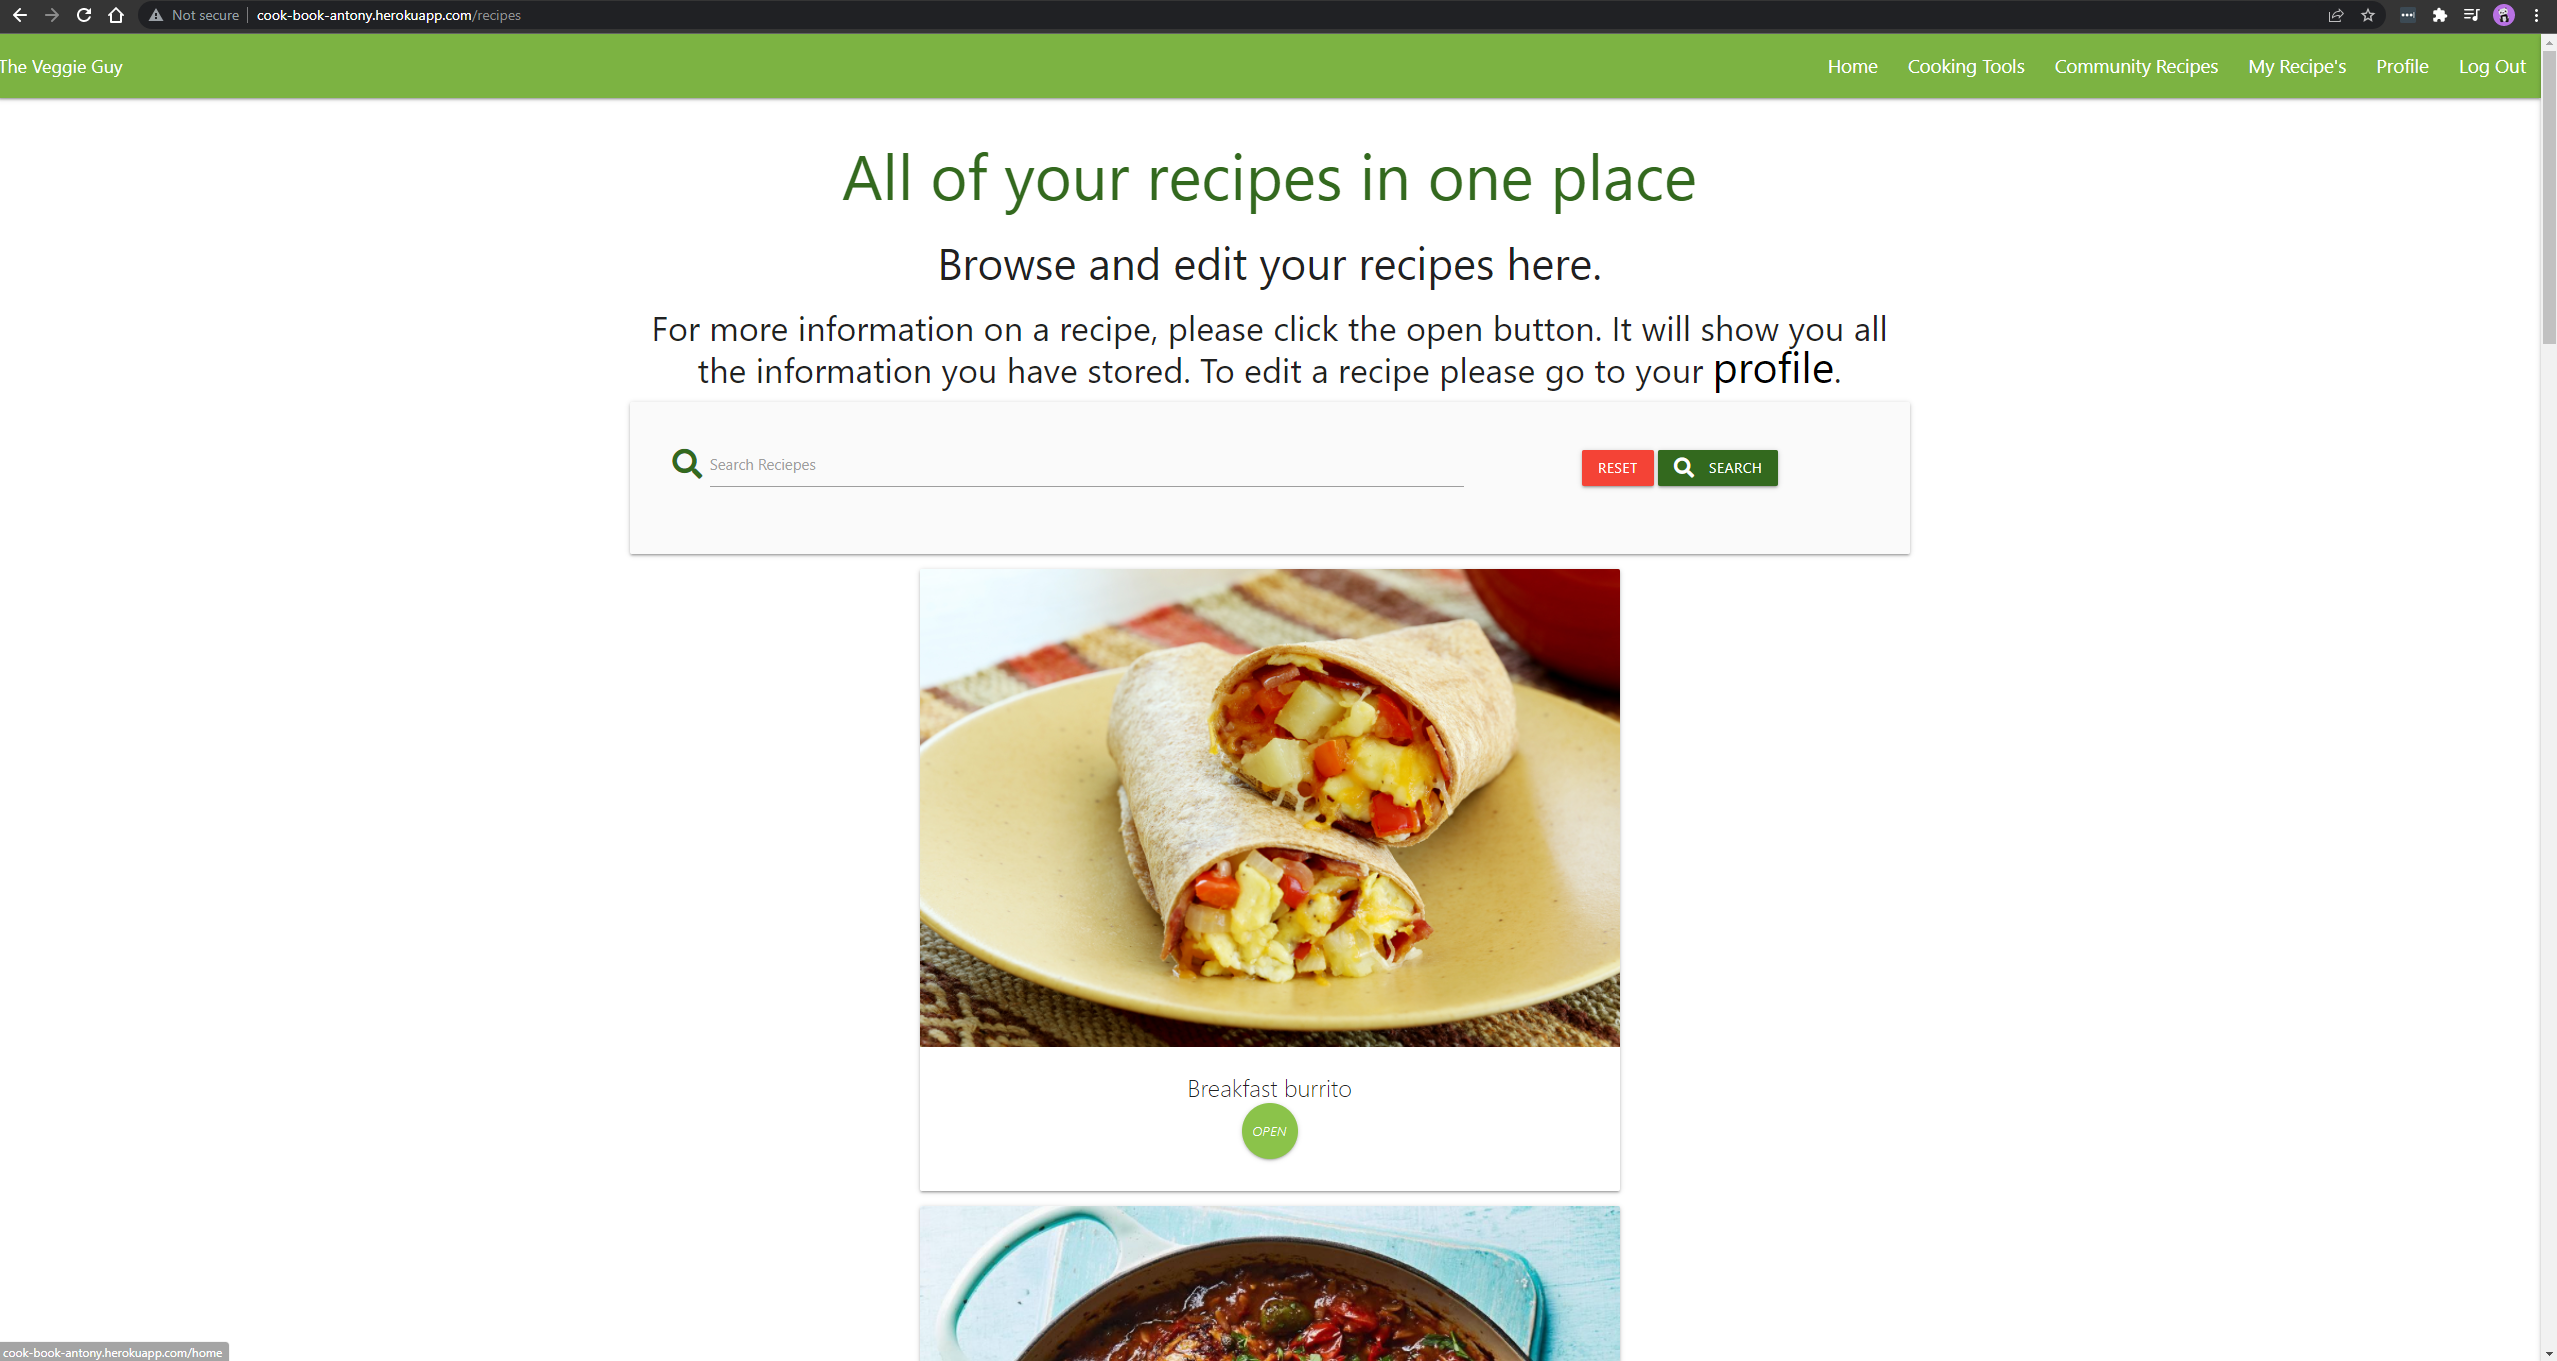 Not secure
cook-book-antony.herokuapp.com/recipes
The Veggie Guy
Home
Cooking Tools
Community Recipes
My Recipe's
Profile
Log Out
All of your recipes in one place
Browse and edit your recipes here.
For more information on a recipe, please click the open button. It will show you all
the information you have stored. To edit a recipe please go to your profile.
Search Reciepes
RESET
SEARCH
Breakfast burrito
OPEN
cook-book-antony.herokuapp.com/home